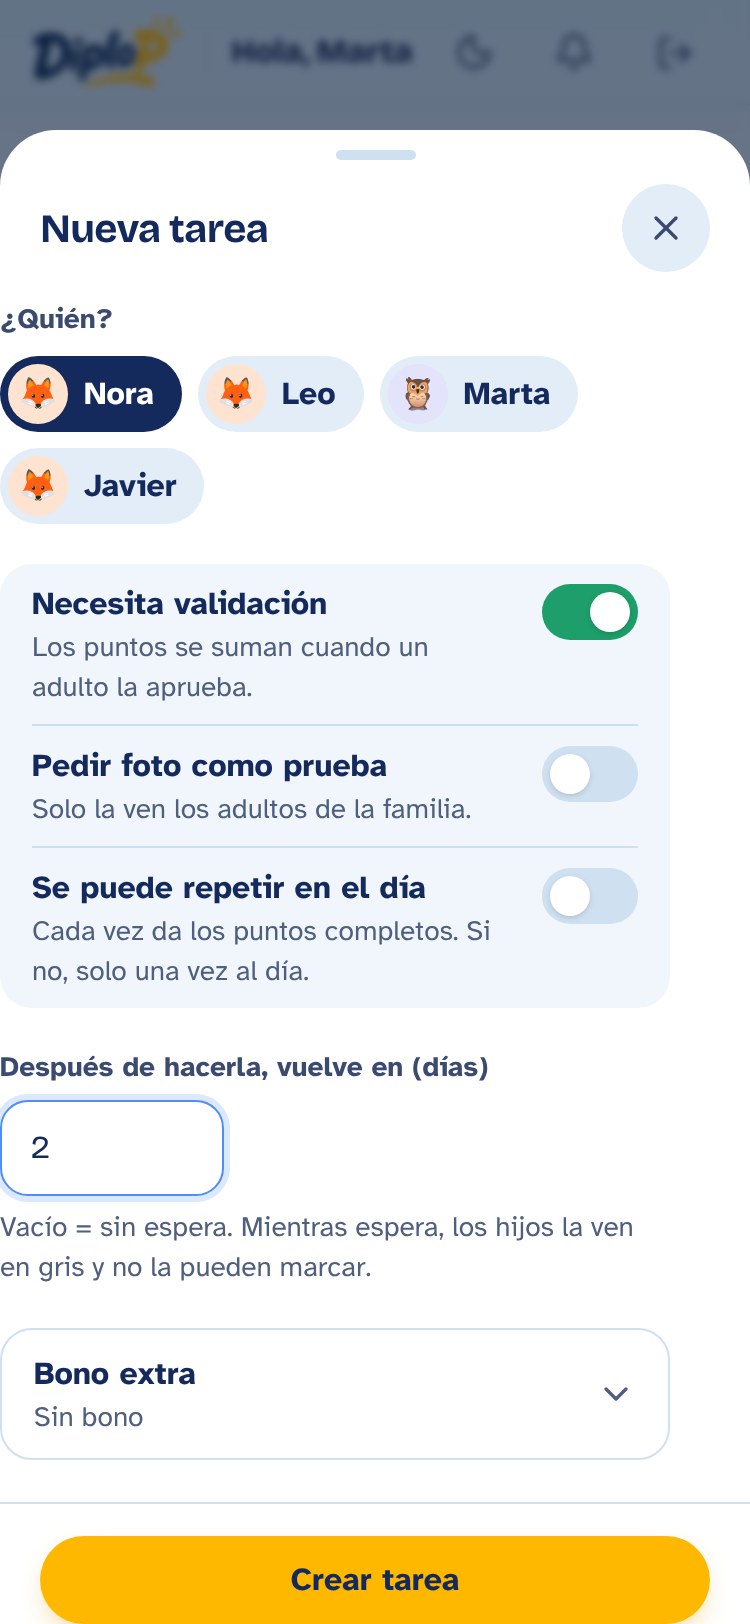 DiploP
Hola, Marta
Nueva tarea
¿Quién?
Nora
Leo
Marta
Javier
Necesita validación
Los puntos se suman cuando un
adulto la aprueba.
Pedir foto como prueba
Solo la ven los adultos de la familia.
Se puede repetir en el día
Cada vez da los puntos completos. Si
no, solo una vez al día.
Después de hacerla, vuelve en (días)
2
Vacío = sin espera. Mientras espera, los hijos la ven
en gris y no la pueden marcar.
Bono extra
Sin bono
Crear tarea